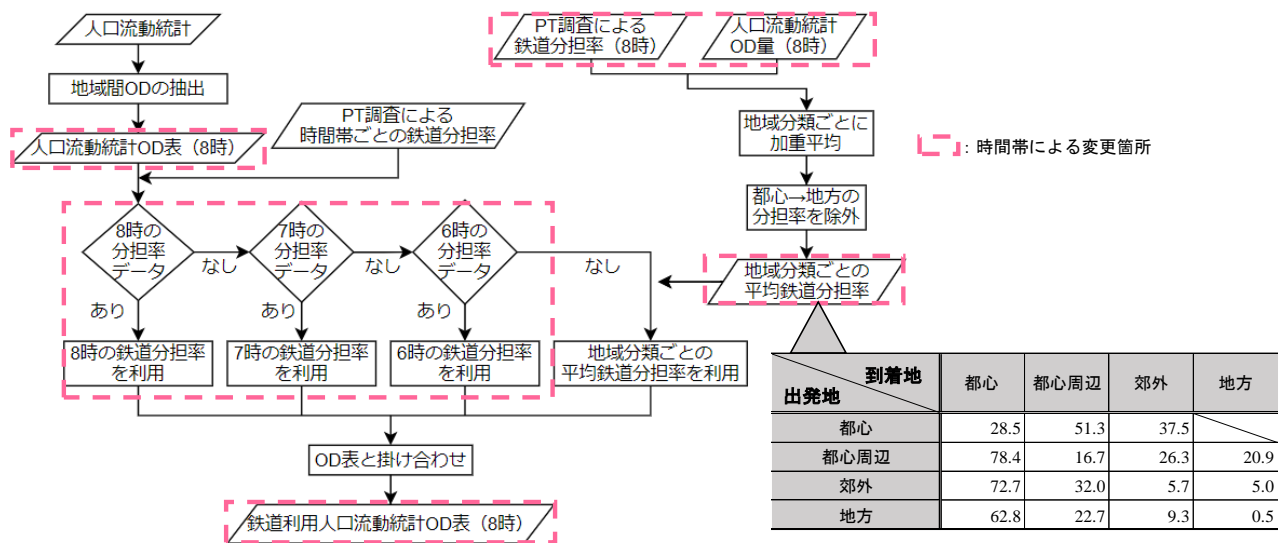 人口流動統計
地域間ODの抽出
人口流動統計OD表（8時）
PT調査による
時間帯ごとの鉄道分担率
8時の
分担率
データ
なし
7時の
分担率
データ
なし
6時の
分担率
データ
なし
あり
あり
あり
8時の鉄道分担率
を利用
7時の鉄道分担率
を利用
6時の鉄道分担率
を利用
地域分類ごとの
平均鉄道分担率を利用
OD表と掛け合わせ
鉄道利用人口流動統計OD表（8時）
PT調査による
鉄道分担率（8時）
人口流動統計
OD量（8時）
地域分類ごとに
加重平均
都心→地方の
分担率を除外
地域分類ごとの
平均鉄道分担率
：時間帯による変更箇所
到着地
出発地
都心 都心周辺 郊外 地方
都心 28.5 51.3 37.5
都心周辺 78.4 16.7 26.3 20.9
郊外 72.7 32.0 5.7 5.0
地方 62.8 22.7 9.3 0.5